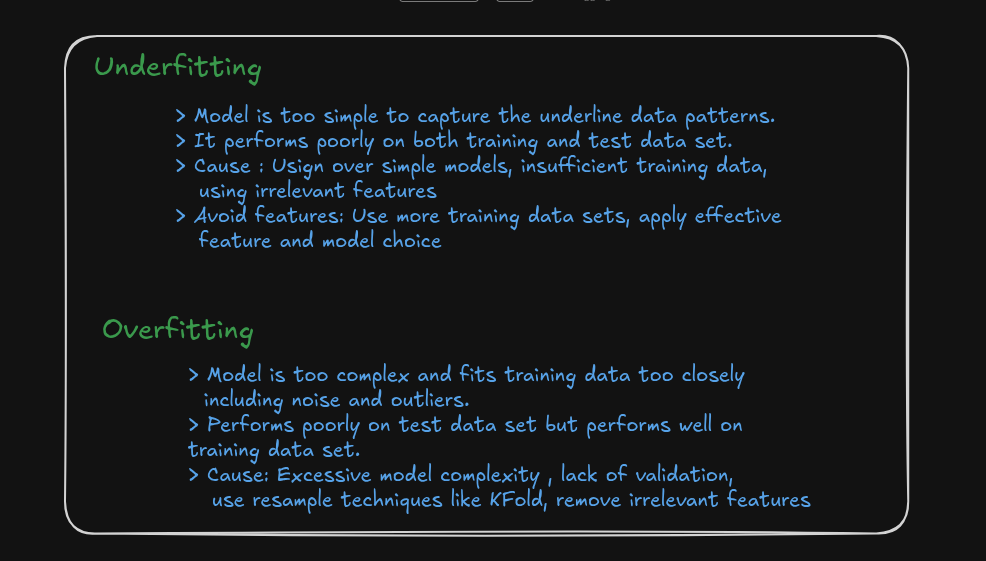 Underfitting
> Model is too simple to capture the underline data patterns.
> It performs poorly on both training and test data set.
> Cause : Usign over simple models, insufficient training data,
using irrelevant features
> Avoid features: Use more training data sets, apply effective
feature and model choice
Overfitting
> Model is too complex and fits training data too closely
including noise and outliers.
> Performs poorly on test data set but performs well on
training data set.
> Cause: Excessive model complexity , lack of validation,
use resample techniques like KFold, remove irrelevant features